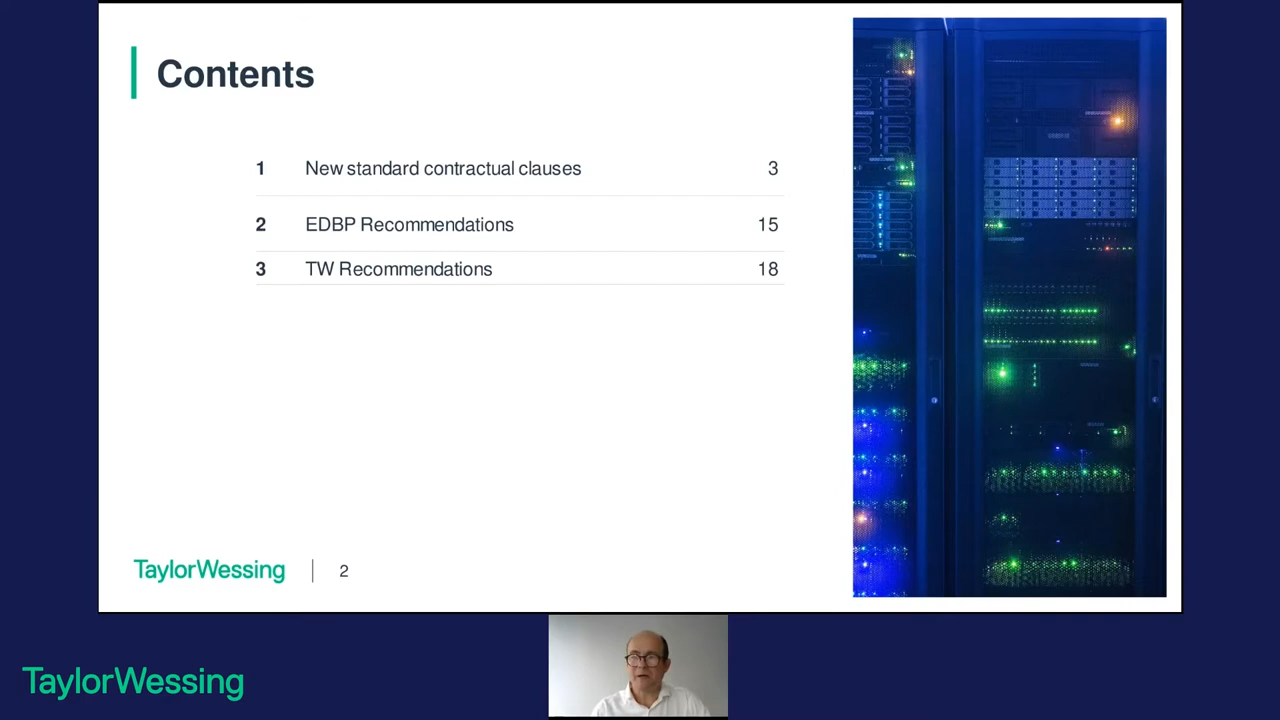 Contents
1 New standard contractual clauses 3
2 EDBP Recommendations 15
3 TW Recommendations 18
TaylorWessing 2
TaylorWessing